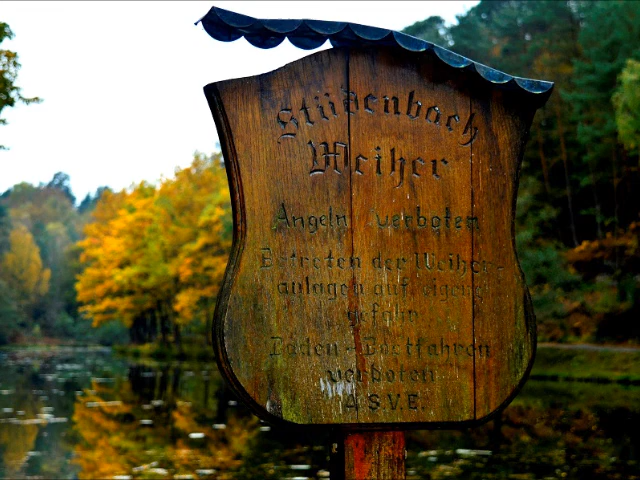 Stüdenbach
Weiher
Angeln verboten
Betreten der Weiher-
anlagen auf eigene
gefahr
Baden - Bootfahren
verboten
A.S.V.E.